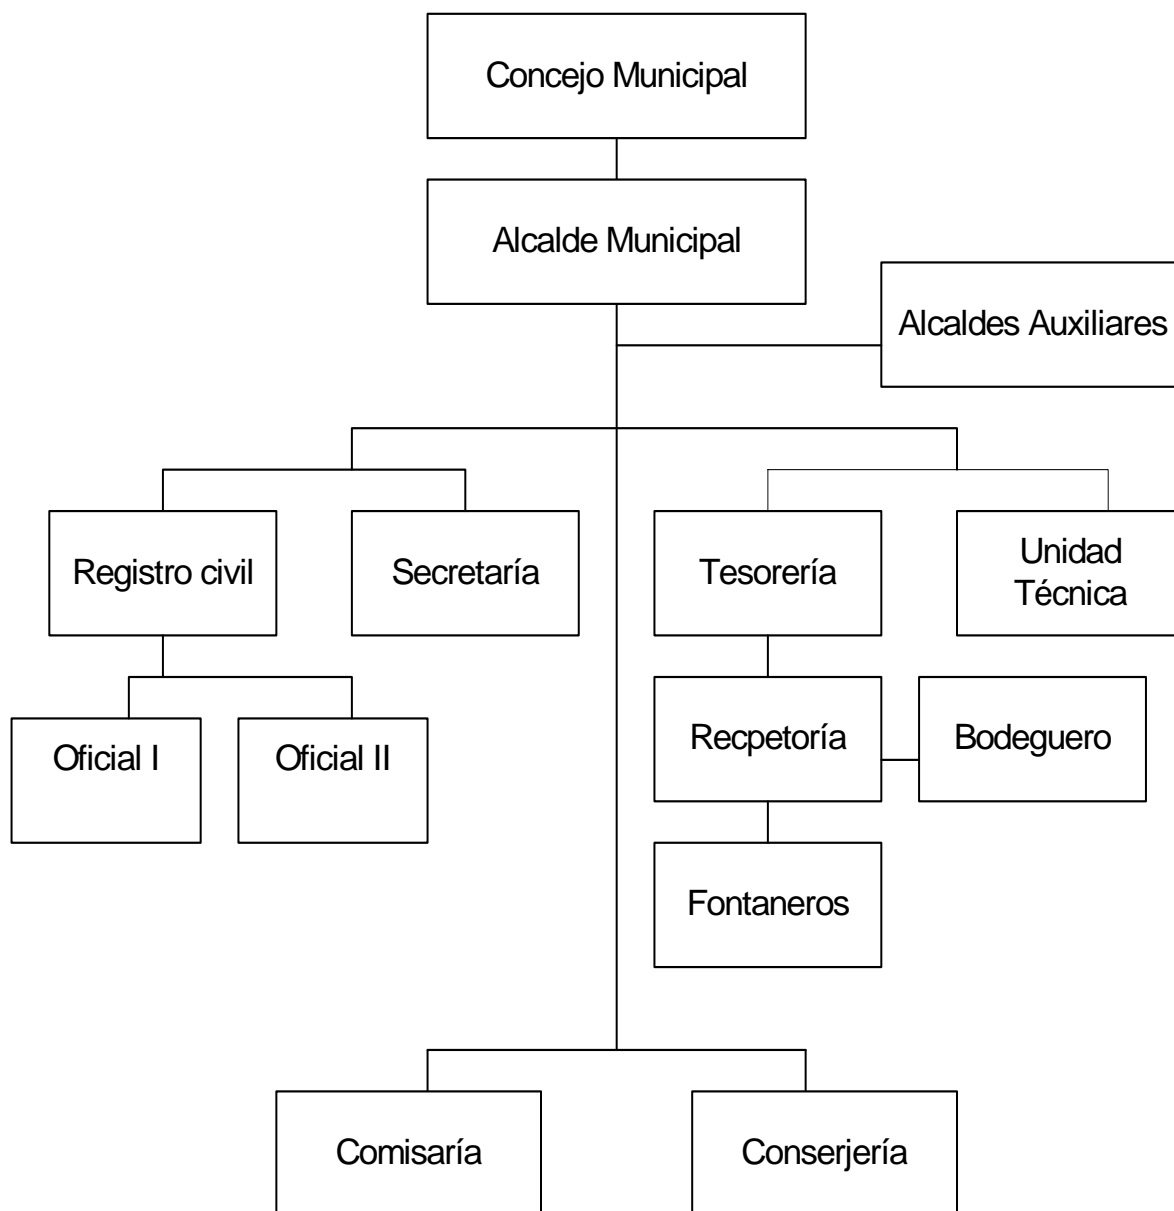 Concejo Municipal
Alcalde Municipal
Alcaldes Auxiliares
Registro civil
Secretaría
Tesorería
Unidad
Técnica
Oficial I
Oficial II
Recpetoría
Bodeguero
Fontaneros
Comisaría
Conserjería